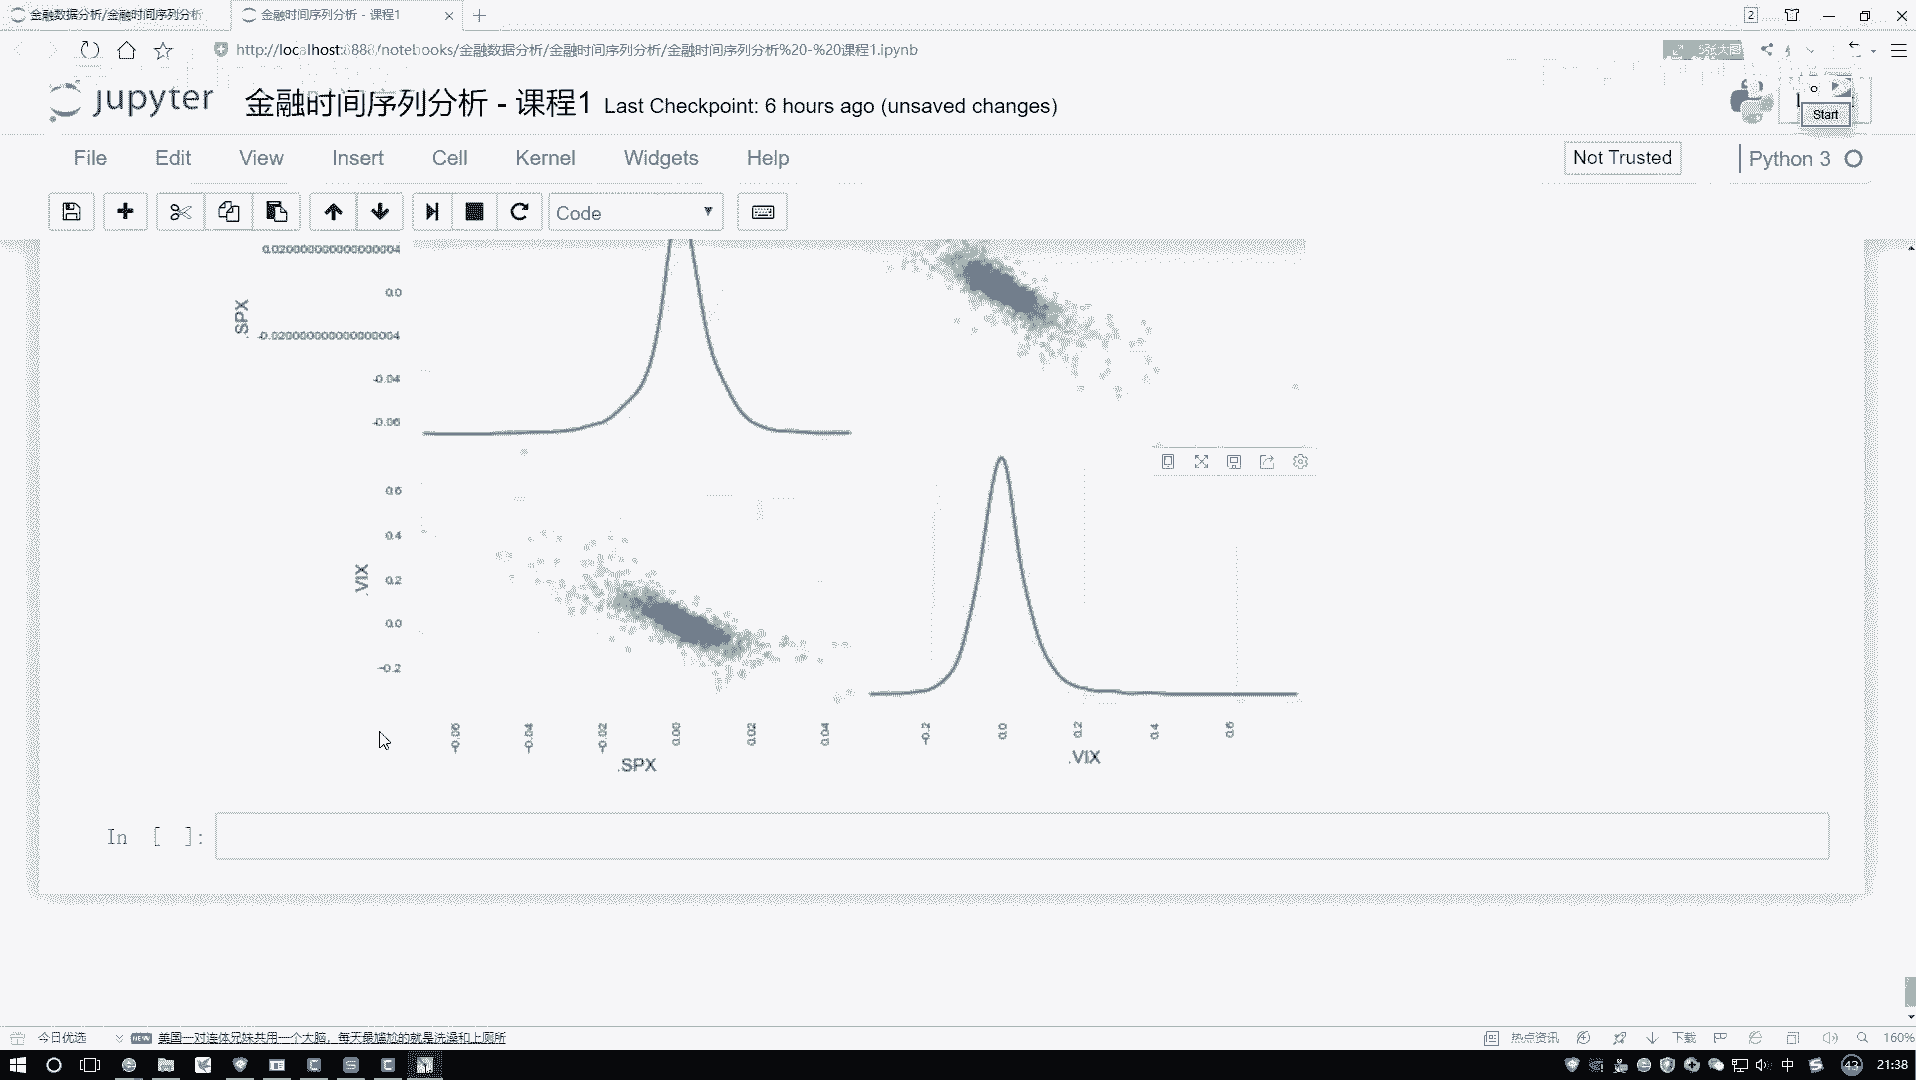 金融数据分析/金融时间序列分析
金融时间序列分析 - 课程1
2
http://localhost:8888/notebooks/金融数据分析/金融时间序列分析/金融时间序列分析%20-%20课程1.ipynb
5张大图
jupyter 金融时间序列分析 - 课程1 Last Checkpoint: 6 hours ago (unsaved changes)
Start
File Edit View Insert Cell Kernel Widgets Help
Not Trusted
Python 3
Code
0.020000000000000004
0.0
-0.020000000000000004
-0.04
-0.06
.SPX
0.6
0.4
0.2
0.0
-0.2
.VIX
-0.06 -0.04 -0.02 0.00 0.02 0.04
.SPX
-0.2 0.0 0.2 0.4 0.6
.VIX
In [ ]:
今日优选
NEW
美国一对连体兄妹共用一个大脑，每天最尴尬的就是洗澡和上厕所
热点资讯
下载
160%
中
43
21:38